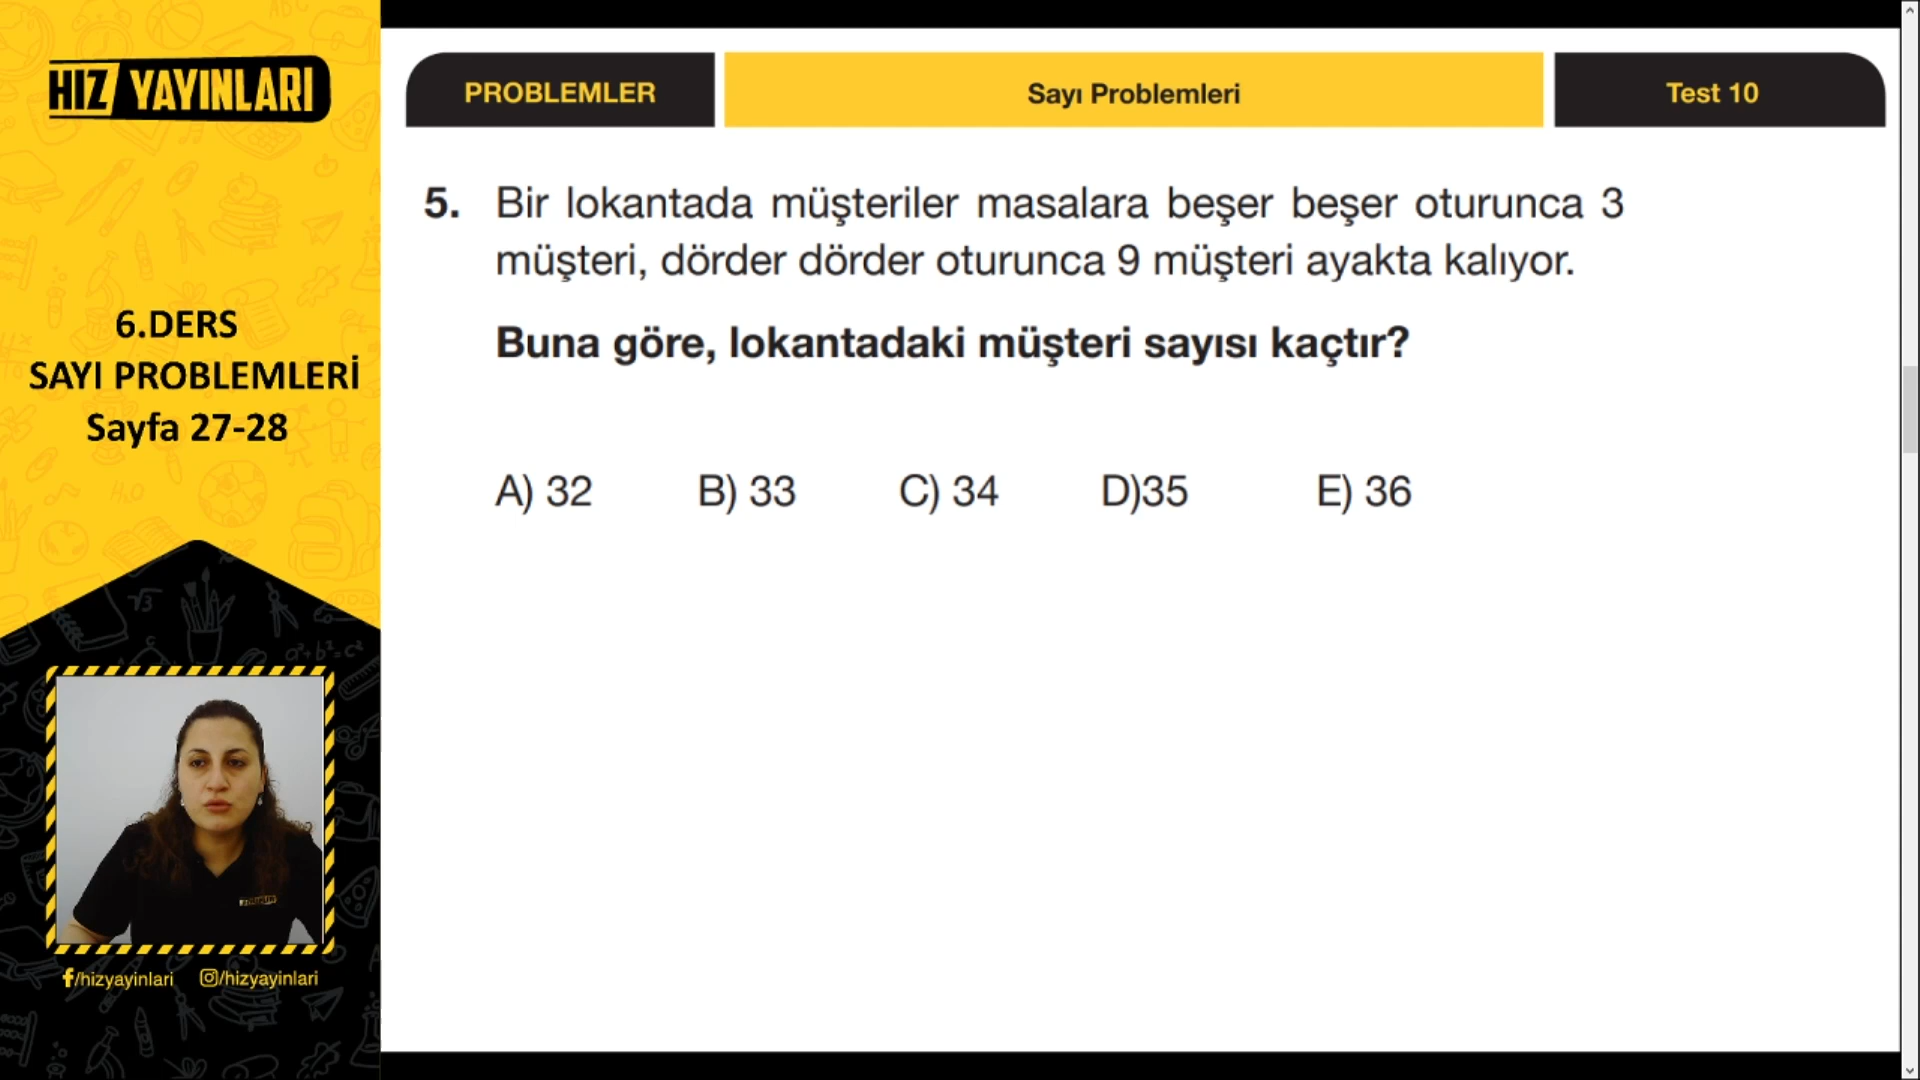 HIZ YAYINLARI
6.DERS
SAYI PROBLEMLERİ
Sayfa 27-28
f/hizyayinlari /hizyayinlari
PROBLEMLER Sayı Problemleri Test 10
5. Bir lokantada müşteriler masalara beşer beşer oturunca 3
müşteri, dörder dörder oturunca 9 müşteri ayakta kalıyor.
Buna göre, lokantadaki müşteri sayısı kaçtır?
A) 32 B) 33 C) 34 D)35 E) 36